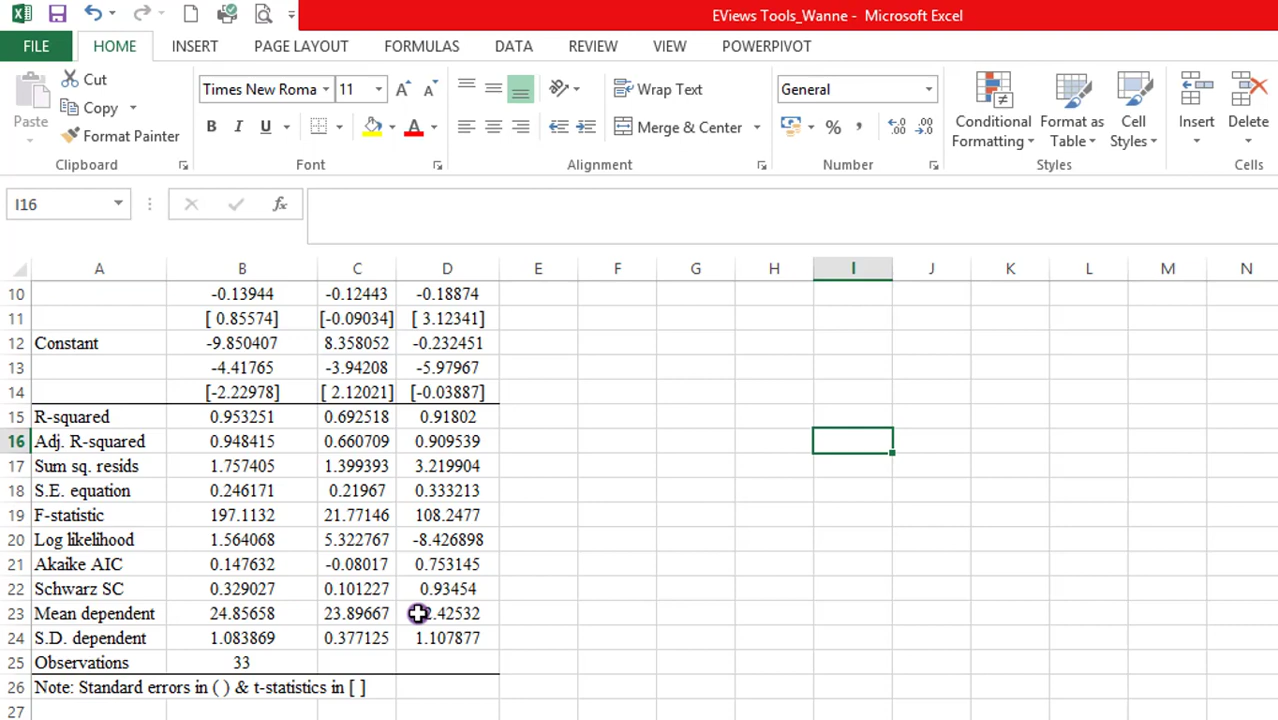 EViews Tools_Wanne - Microsoft Excel
FILE HOME INSERT PAGE LAYOUT FORMULAS DATA REVIEW VIEW POWERPIVOT
Cut
Copy
Format Painter
Paste
Times New Roma 11
B I U
Wrap Text
Merge & Center
General
%
Conditional Formatting
Format as Table
Cell Styles
Insert
Delete
Clipboard Font Alignment Number Styles Cells
I16 fx
A B C D E F G H I J K L M N
10 -0.13944 -0.12443 -0.18874
11 [ 0.85574] [-0.09034] [ 3.12341]
12 Constant -9.850407 8.358052 -0.232451
13 -4.41765 -3.94208 -5.97967
14 [-2.22978] [ 2.12021] [-0.03887]
15 R-squared 0.953251 0.692518 0.91802
16 Adj. R-squared 0.948415 0.660709 0.909539
17 Sum sq. resids 1.757405 1.399393 3.219904
18 S.E. equation 0.246171 0.21967 0.333213
19 F-statistic 197.1132 21.77146 108.2477
20 Log likelihood 1.564068 5.322767 -8.426898
21 Akaike AIC 0.147632 -0.08017 0.753145
22 Schwarz SC 0.329027 0.101227 0.93454
23 Mean dependent 24.85658 23.89667
24 S.D. dependent 1.083869 0.377125 1.107877
25 Observations 33
26 Note: Standard errors in ( ) & t-statistics in [ ]
27